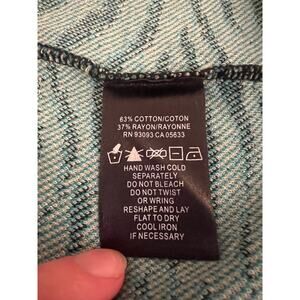 63% COTTON/COTON
37% RAYON/RAYONNE
RN 93093 CA 05633
HAND WASH COLD
SEPARATELY
DO NOT BLEACH
DO NOT TWIST
OR WRING
RESHAPE AND LAY
FLAT TO DRY
COOL IRON
IF NECESSARY